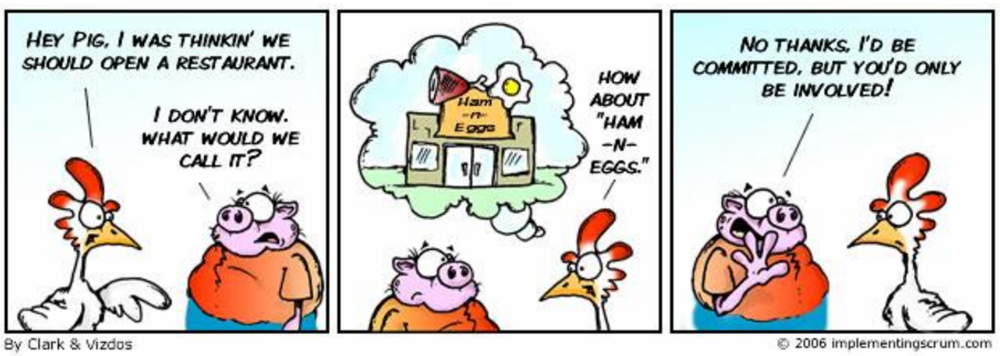 HEY PIG, I WAS THINKIN' WE
SHOULD OPEN A RESTAURANT.
I DON'T KNOW.
WHAT WOULD WE
CALL IT?
Ham
-n-
Eggs
HOW
ABOUT
"HAM
-N-
EGGS."
NO THANKS, I'D BE
COMMITTED, BUT YOU'D ONLY
BE INVOLVED!
By Clark & Vizdos
© 2006 implementingscrum.com